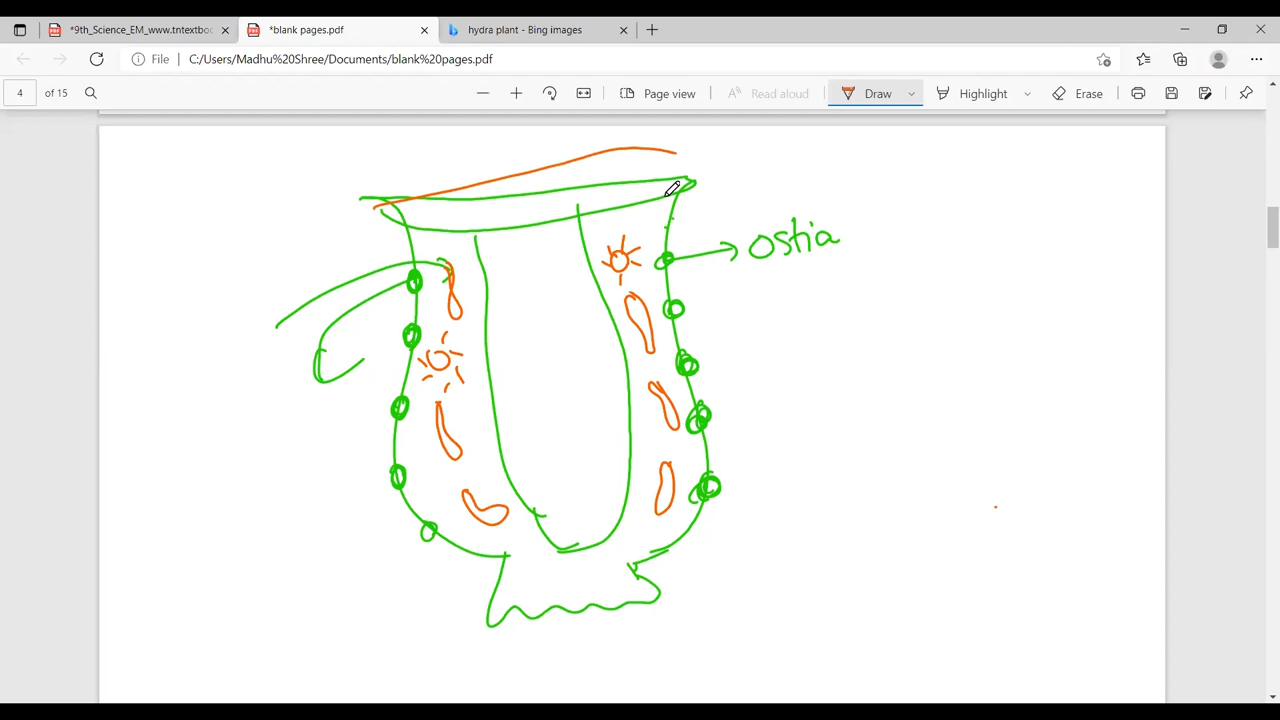 *9th_Science_EM_www.tntextboo
*blank pages.pdf
hydra plant - Bing images
File
C:/Users/Madhu%20Shree/Documents/blank%20pages.pdf
4 of 15
Page view
Read aloud
Draw
Highlight
Erase
ostia